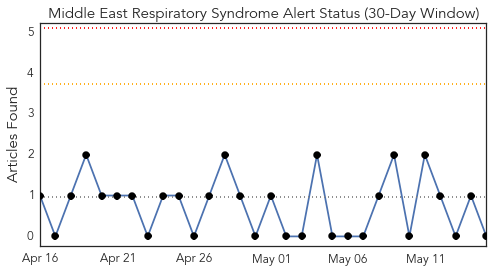 Middle East Respiratory Syndrome Alert Status (30-Day Window)
Articles Found
5
4
3
2
1
0
Apr 16
Apr 21
Apr 26
May 01
May 06
May 11